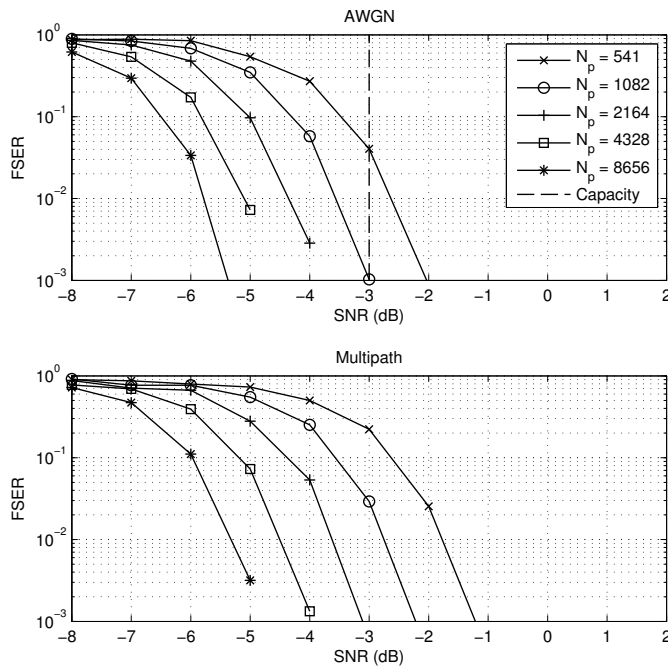 AWGN
10^0
10^-1
10^-2
10^-3
FSER
−8 −7 −6 −5 −4 −3 −2 −1 0 1 2
SNR (dB)
N_p = 541
N_p = 1082
N_p = 2164
N_p = 4328
N_p = 8656
Capacity
Multipath
10^0
10^-1
10^-2
10^-3
FSER
−8 −7 −6 −5 −4 −3 −2 −1 0 1 2
SNR (dB)